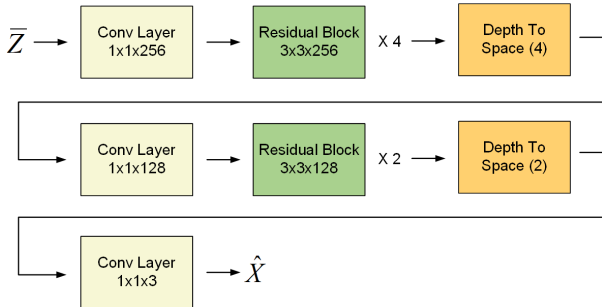 Z̅
Conv Layer
1x1x256
Residual Block
3x3x256
X 4
Depth To
Space (4)
Conv Layer
1x1x128
Residual Block
3x3x128
X 2
Depth To
Space (2)
Conv Layer
1x1x3
X̂